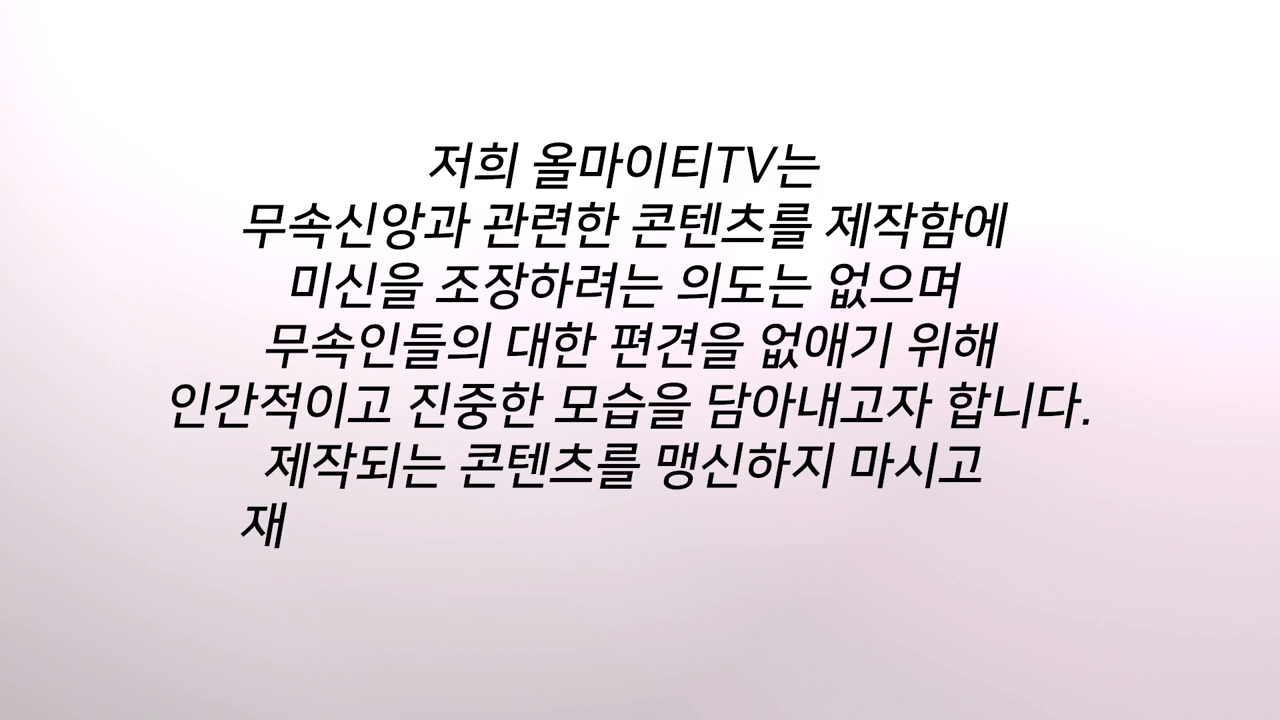 저희 올마이티TV는
무속신앙과 관련한 콘텐츠를 제작함에
미신을 조장하려는 의도는 없으며
무속인들의 대한 편견을 없애기 위해
인간적이고 진중한 모습을 담아내고자 합니다.
제작되는 콘텐츠를 맹신하지 마시고
재